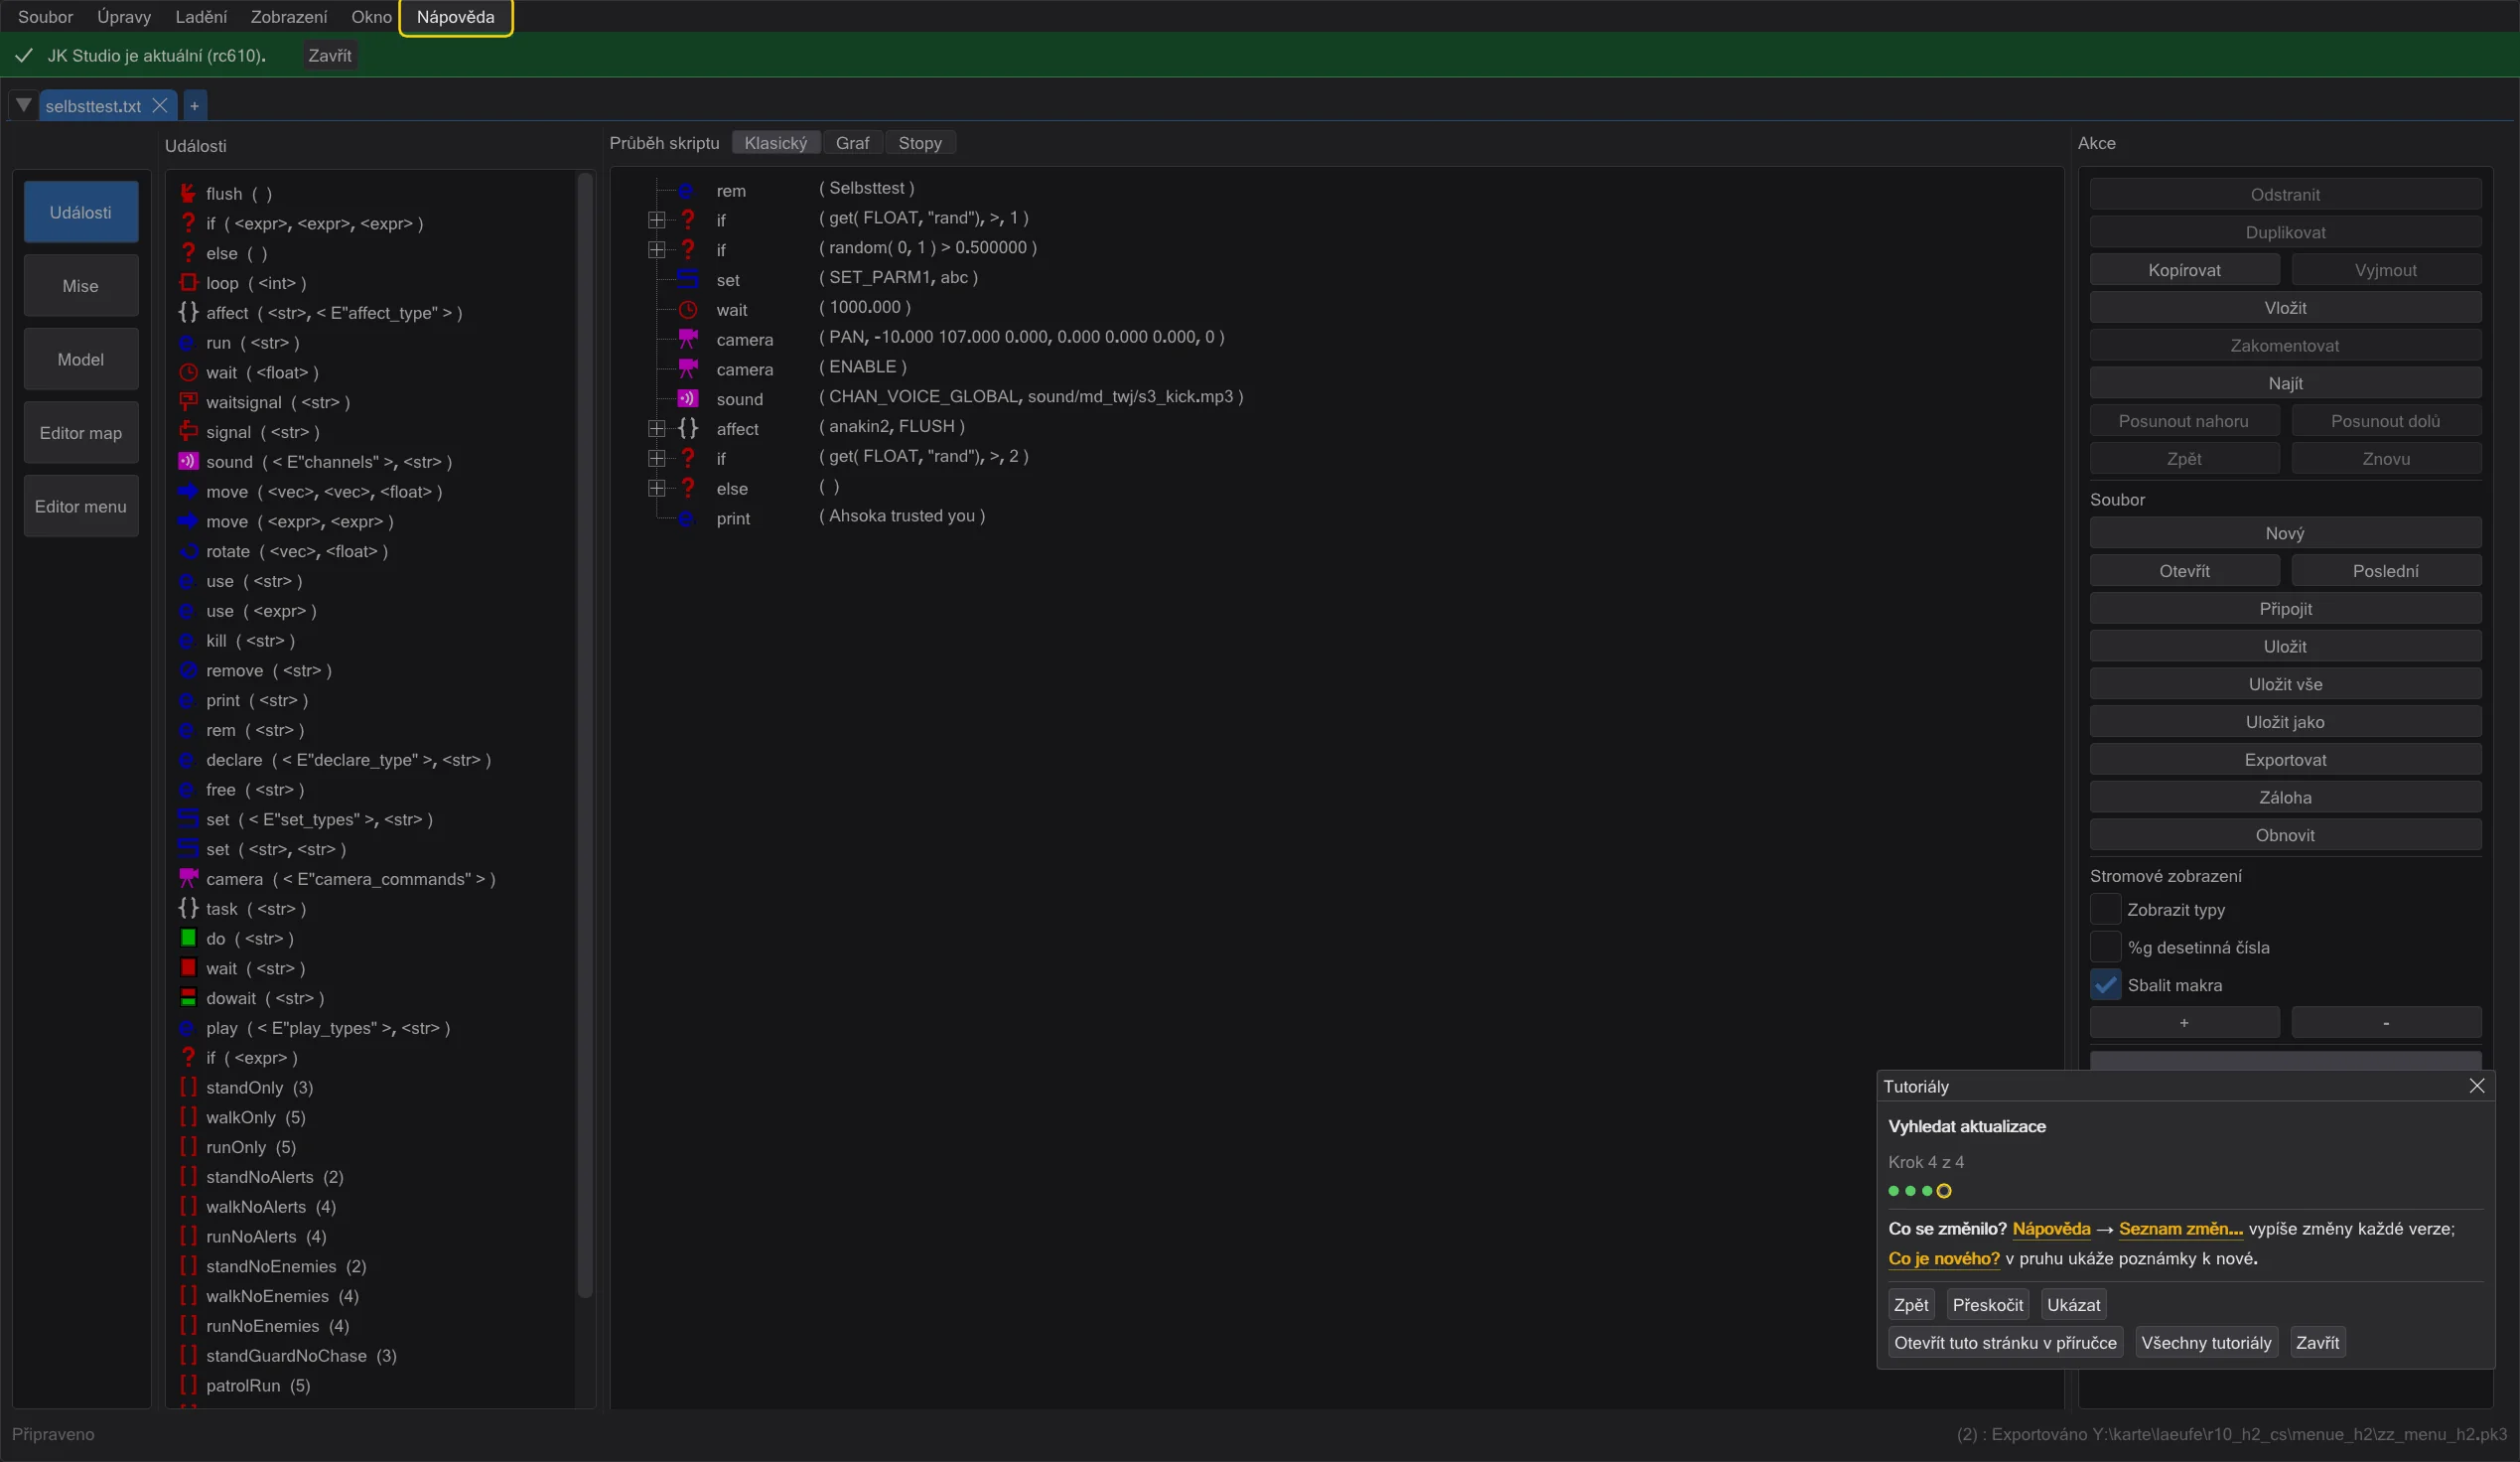 Soubor Úpravy Ladění Zobrazení Okno Nápověda
JK Studio je aktuální (rc610). Zavřít
selbsttest.txt +
Události
Mise
Model
Editor map
Editor menu
Události
flush ( )
if ( <expr>, <expr>, <expr> )
else ( )
loop ( <int> )
affect ( <str>, < E"affect_type" > )
run ( <str> )
wait ( <float> )
waitsignal ( <str> )
signal ( <str> )
sound ( < E"channels" >, <str> )
move ( <vec>, <vec>, <float> )
move ( <expr>, <expr> )
rotate ( <vec>, <float> )
use ( <str> )
use ( <expr> )
kill ( <str> )
remove ( <str> )
print ( <str> )
rem ( <str> )
declare ( < E"declare_type" >, <str> )
free ( <str> )
set ( < E"set_types" >, <str> )
set ( <str>, <str> )
camera ( < E"camera_commands" > )
task ( <str> )
do ( <str> )
wait ( <str> )
dowait ( <str> )
play ( < E"play_types" >, <str> )
if ( <expr> )
standOnly (3)
walkOnly (5)
runOnly (5)
standNoAlerts (2)
walkNoAlerts (4)
runNoAlerts (4)
standNoEnemies (2)
walkNoEnemies (4)
runNoEnemies (4)
standGuardNoChase (3)
patrolRun (5)
Průběh skriptu Klasický Graf Stopy
rem ( Selbsttest )
if ( get( FLOAT, "rand"), >, 1 )
if ( random( 0, 1 ) > 0.500000 )
set ( SET_PARM1, abc )
wait ( 1000.000 )
camera ( PAN, -10.000 107.000 0.000, 0.000 0.000 0.000, 0 )
camera ( ENABLE )
sound ( CHAN_VOICE_GLOBAL, sound/md_twj/s3_kick.mp3 )
affect ( anakin2, FLUSH )
if ( get( FLOAT, "rand"), >, 2 )
else ( )
print ( Ahsoka trusted you )
Akce
Odstranit
Duplikovat
Kopírovat Vyjmout
Vložit
Zakomentovat
Najít
Posunout nahoru Posunout dolů
Zpět Znovu
Soubor
Nový
Otevřít Poslední
Připojit
Uložit
Uložit vše
Uložit jako
Exportovat
Záloha
Obnovit
Stromové zobrazení
Zobrazit typy
%g desetinná čísla
Sbalit makra
+ -
Tutoriály
Vyhledat aktualizace
Krok 4 z 4
Co se změnilo? Nápověda → Seznam změn... vypíše změny každé verze;
Co je nového? v pruhu ukáže poznámky k nové.
Zpět Přeskočit Ukázat
Otevřít tuto stránku v příručce Všechny tutoriály Zavřít
Připraveno
(2) : Exportováno Y:\karte\laeufe\r10_h2_cs\menue_h2\zz_menu_h2.pk3